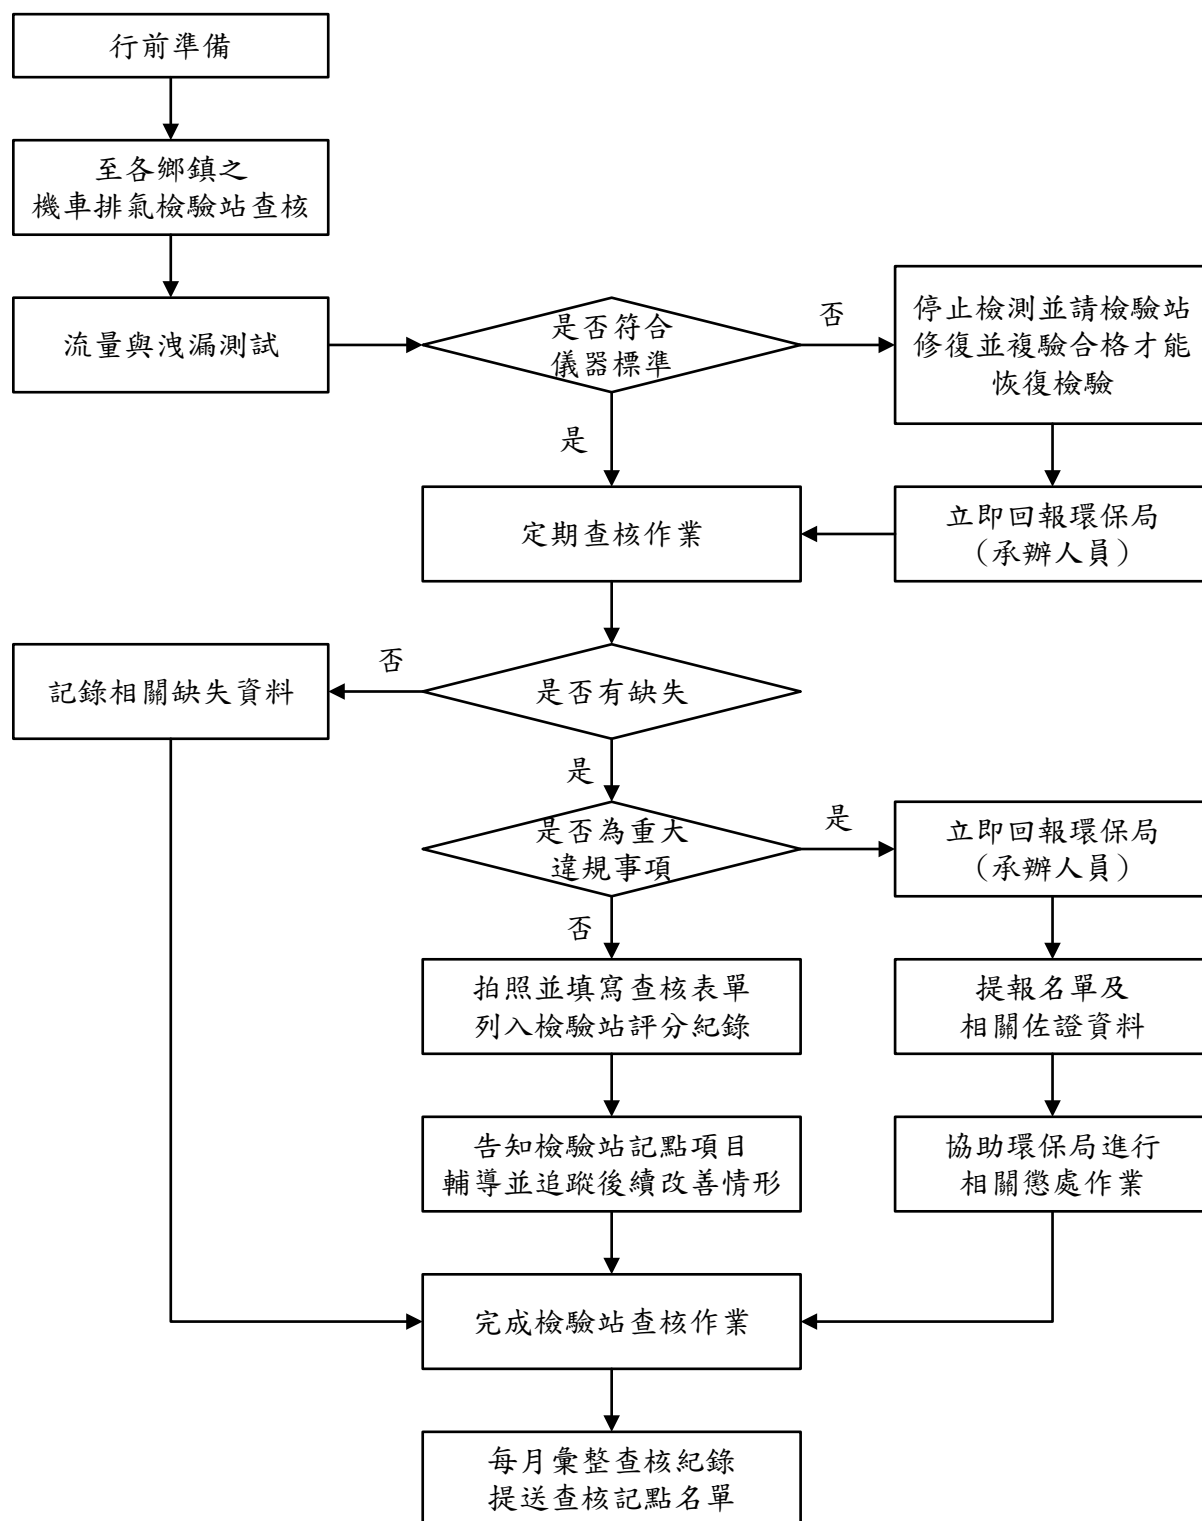 行前準備
至各鄉鎮之
機車排氣檢驗站查核
流量與洩漏測試
是否符合
儀器標準
否
停止檢測並請檢驗站
修復並複驗合格才能
恢復檢驗
是
定期查核作業
立即回報環保局
（承辦人員）
記錄相關缺失資料
否
是否有缺失
是
是否為重大
違規事項
是
立即回報環保局
（承辦人員）
否
拍照並填寫查核表單
列入檢驗站評分紀錄
提報名單及
相關佐證資料
告知檢驗站記點項目
輔導並追蹤後續改善情形
協助環保局進行
相關懲處作業
完成檢驗站查核作業
每月彙整查核紀錄
提送查核記點名單